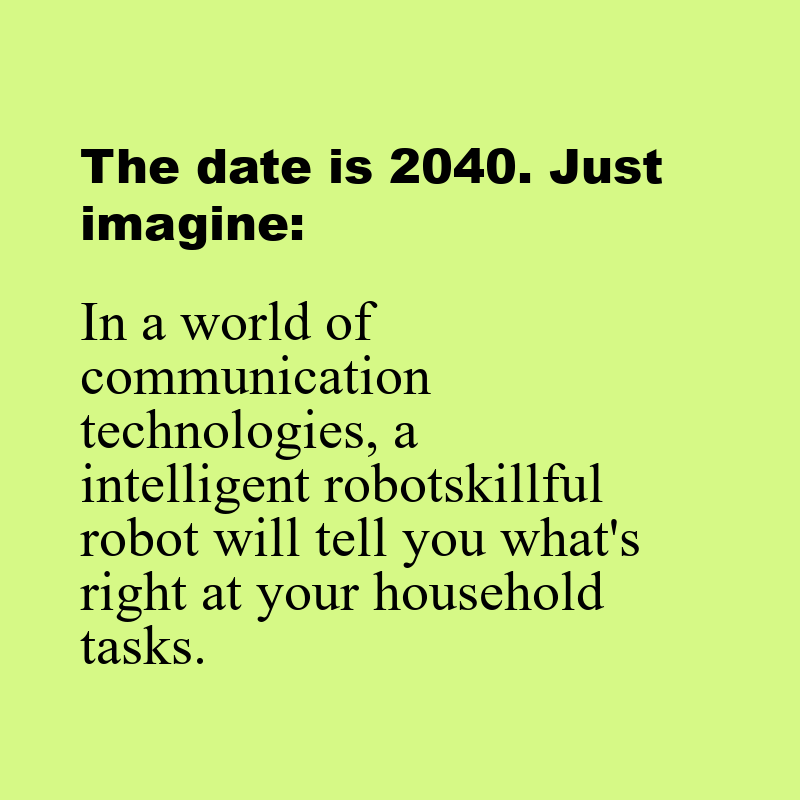 The date is 2040. Just
imagine:
In a world of
communication
technologies, a
intelligent robotskillful
robot will tell you what's
right at your household
tasks.